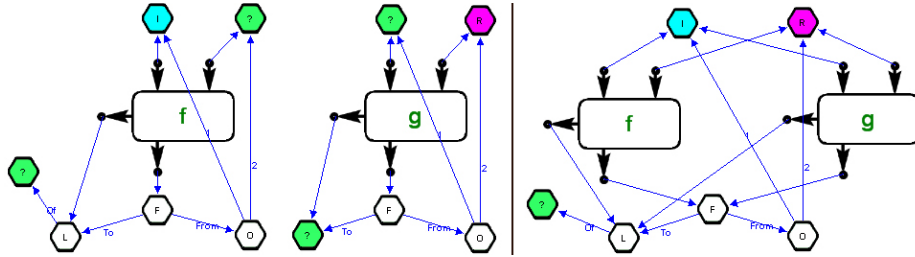 I ? ? R I R
f g f g
1 1 1
2 2 2
? ?
Of F To From L O
? F To From O
Of F To From L O